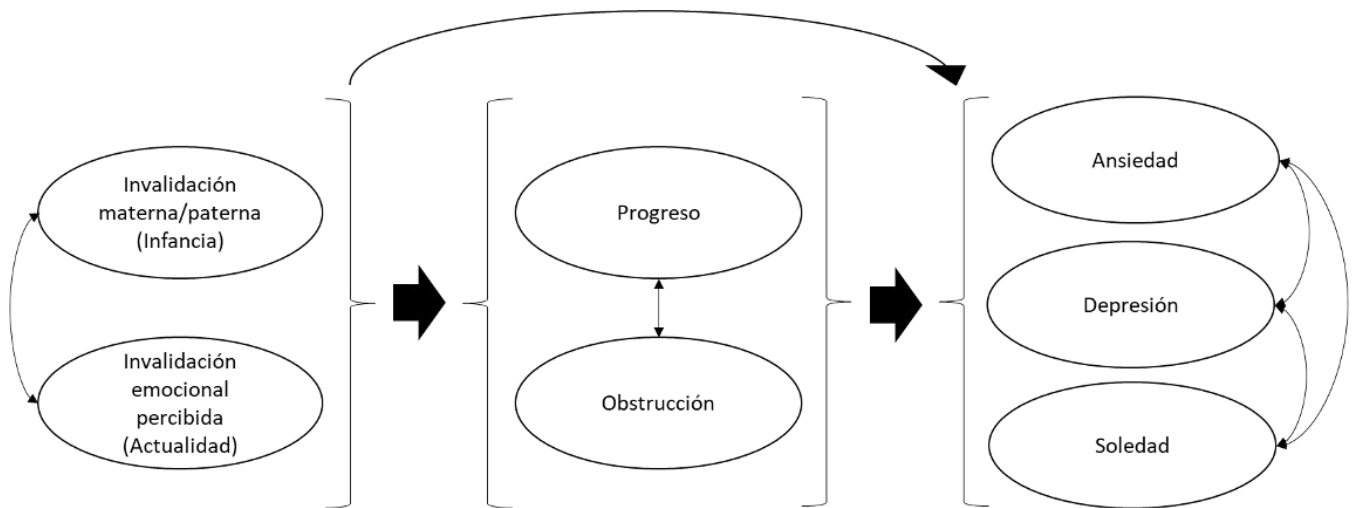 Invalidación
materna/paterna
(Infancia)
Invalidación
emocional
percibida
(Actualidad)
Progreso
Obstrucción
Ansiedad
Depresión
Soledad